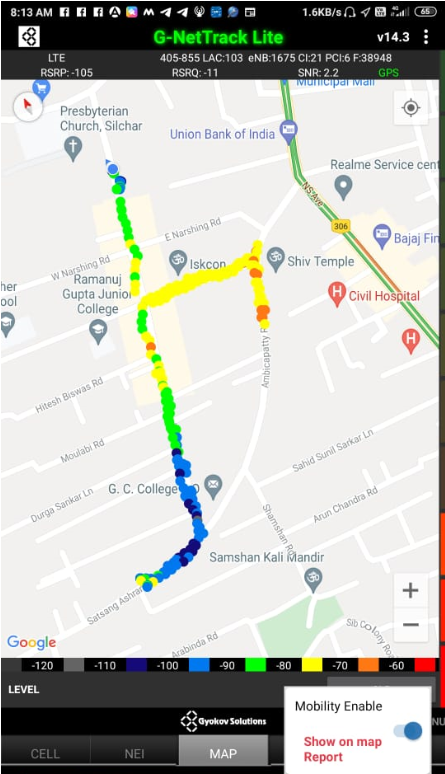 8:13 AM
1.6KB/s
4G
65
G-NetTrack Lite
v14.3
LTE
405-855 LAC:103 eNB:1675 CI:21 PCI:6 F:38948
RSRP: -105
RSRQ: -11
SNR: 2.2
GPS
Municipal Mall
Presbyterian
Church, Silchar
Union Bank of India
Realme Service cent
NS Ave
306
E Narshing Rd
Bajaj Fin
W Narshing Rd
Iskcon
Shiv Temple
her
ool
Ramanuj
Gupta Junior
College
Civil Hospital
Ambicapatty R
Hitesh Biswas Rd
Moulabi Rd
Sahid Sunil Sarkar Ln
G. C. College
Durga Sankar Ln
Arun Chandra Rd
Shamshan Rd
Samshan Kali Mandir
Satsang Ashra
Sib Colony Road
Arabinda Rd
Google
-120 -110 -100 -90 -80 -70 -60
LEVEL
Gyokov Solutions
Mobility Enable
Show on map
Report
CELL NEI MAP
NU